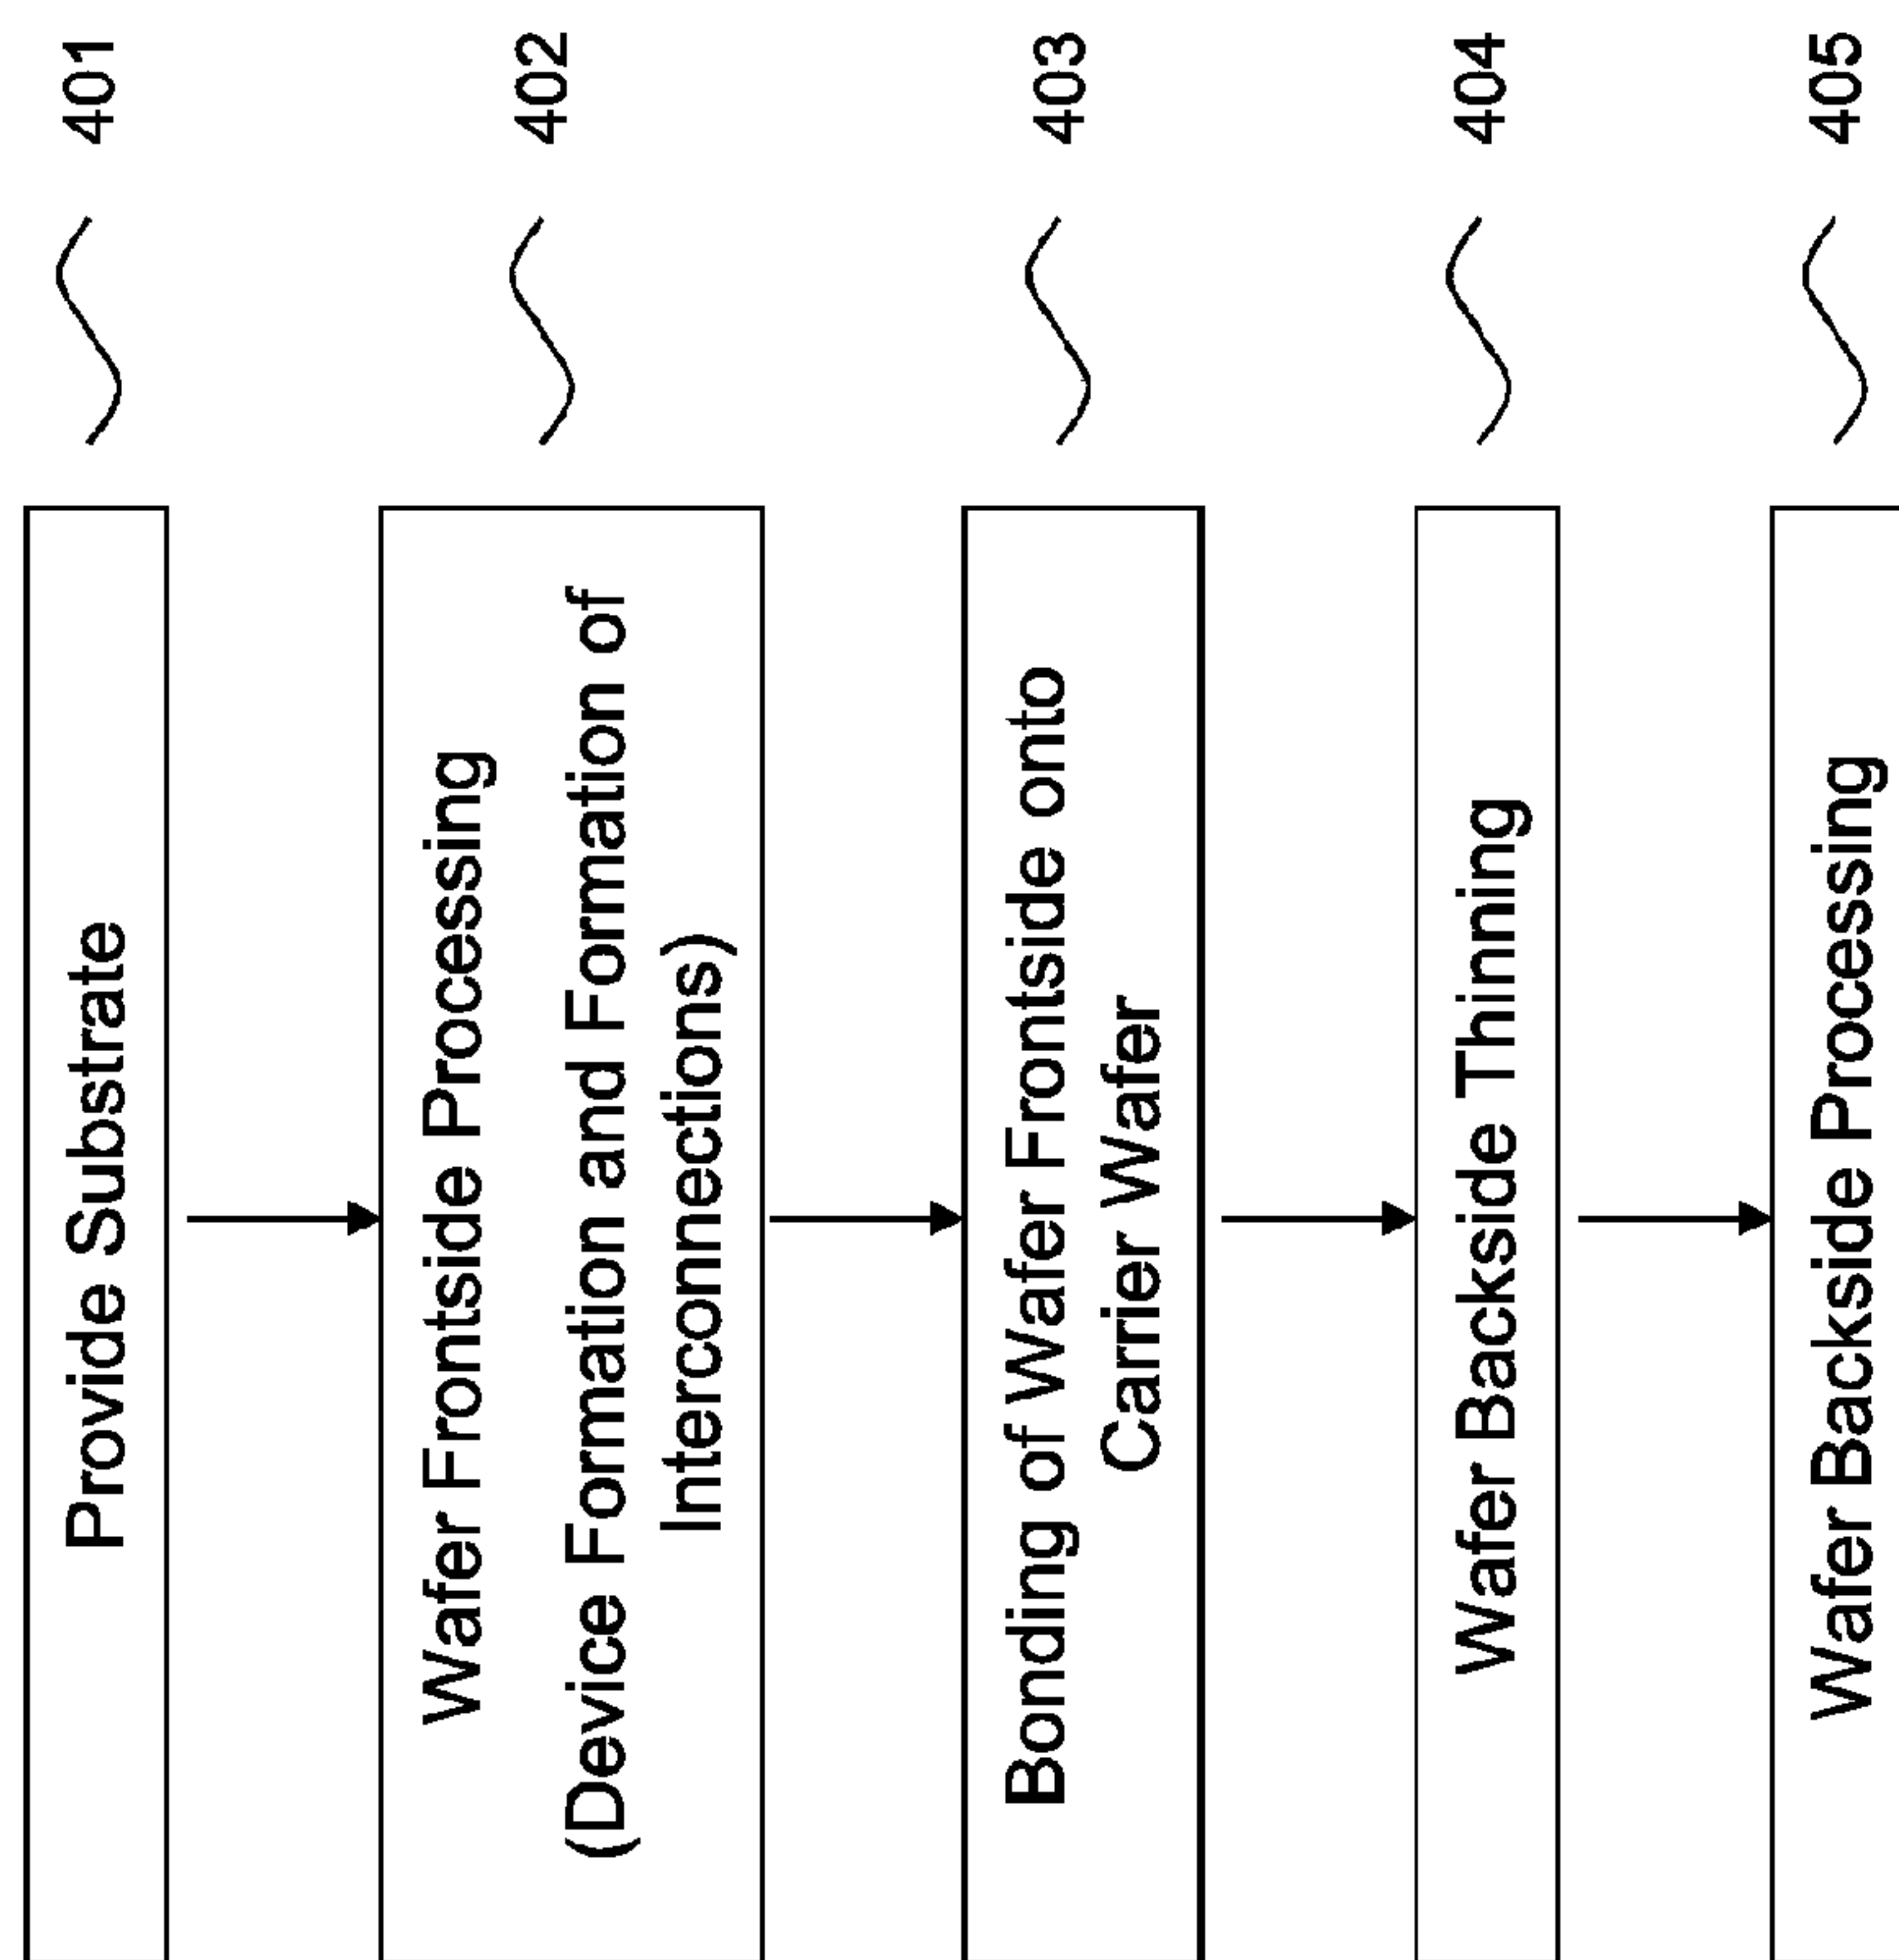 Provide Substrate
401
Wafer Frontside Processing
(Device Formation and Formation of
Interconnections)
402
Bonding of Wafer Frontside onto
Carrier Wafer
403
Wafer Backside Thinning
404
Wafer Backside Processing
405